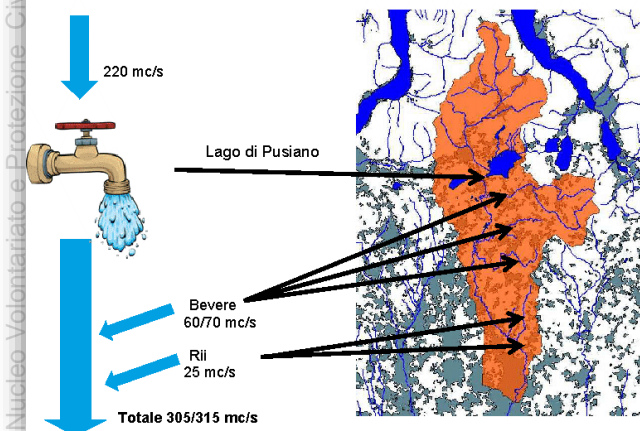 Nucleo Volontariato e Protezione Civ
220 mc/s
Lago di Pusiano
Bevere
60/70 mc/s
Rii
25 mc/s
Totale 305/315 mc/s